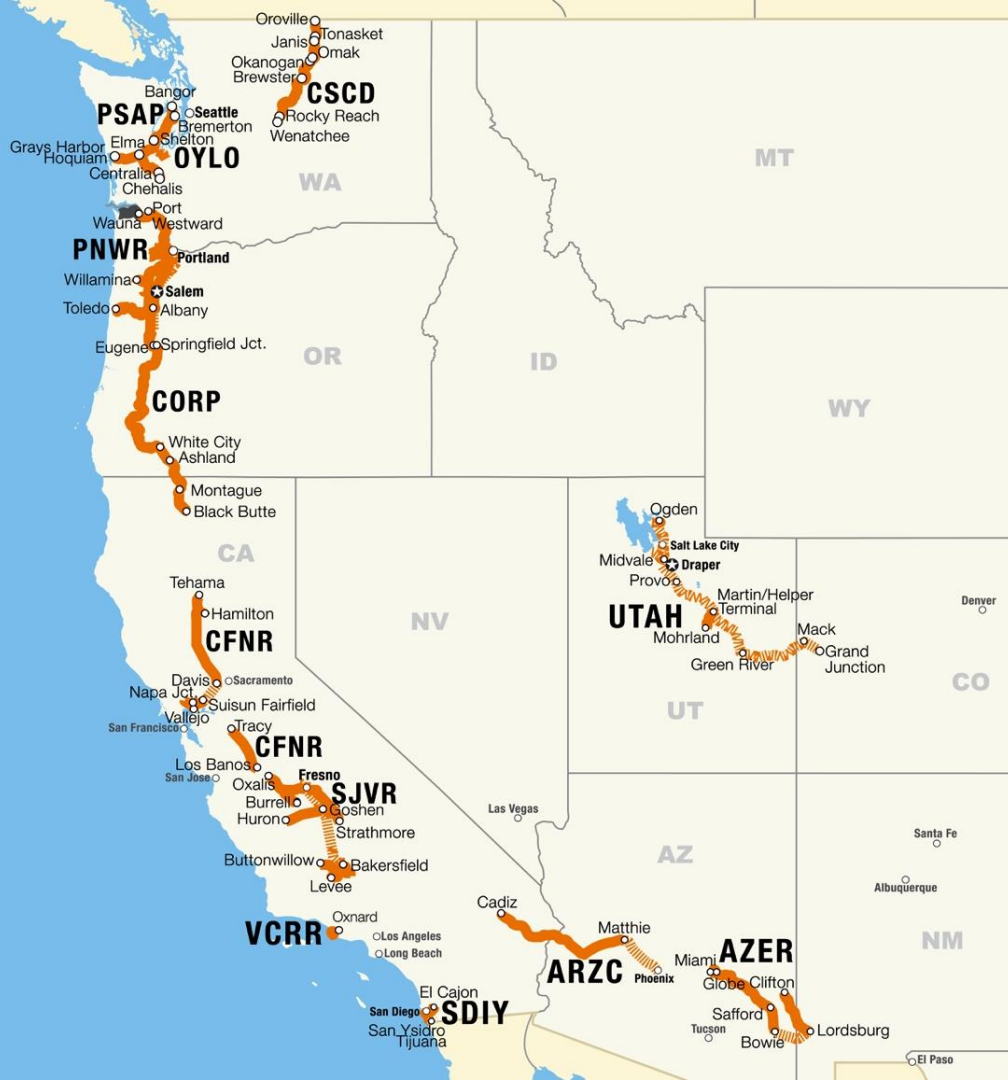 Oroville
Tonasket
Janis
Omak
Okanogan
Brewster
CSCD
Rocky Reach
Wenatchee
Bangor
PSAP
Seattle
Bremerton
Shelton
Elma
Grays Harbor
Hoquiam
OYLO
Centralia
Chehalis
WA
MT
Port
Westward
Wauna
PNWR
Portland
Willamina
Salem
Toledo
Albany
Eugene
Springfield Jct.
OR
ID
WY
CORP
White City
Ashland
Montague
Black Butte
CA
NV
Ogden
Salt Lake City
Midvale
Draper
Provo
Martin/Helper
Terminal
UTAH
Mohrland
Green River
Mack
Grand
Junction
Denver
CO
UT
Tehama
Hamilton
CFNR
Davis
Sacramento
Napa Jct.
Suisun Fairfield
Vallejo
San Francisco
Tracy
CFNR
Los Banos
San Jose
Oxalis
Fresno
SJVR
Burrell
Goshen
Huron
Strathmore
Buttonwillow
Bakersfield
Levee
Las Vegas
AZ
Santa Fe
Albuquerque
NM
VCRR
Oxnard
Los Angeles
Long Beach
Cadiz
Matthie
ARZC
Phoenix
AZER
Miami
Globe
Clifton
Safford
Tucson
Bowie
Lordsburg
El Paso
El Cajon
San Diego
SDIY
San Ysidro
Tijuana